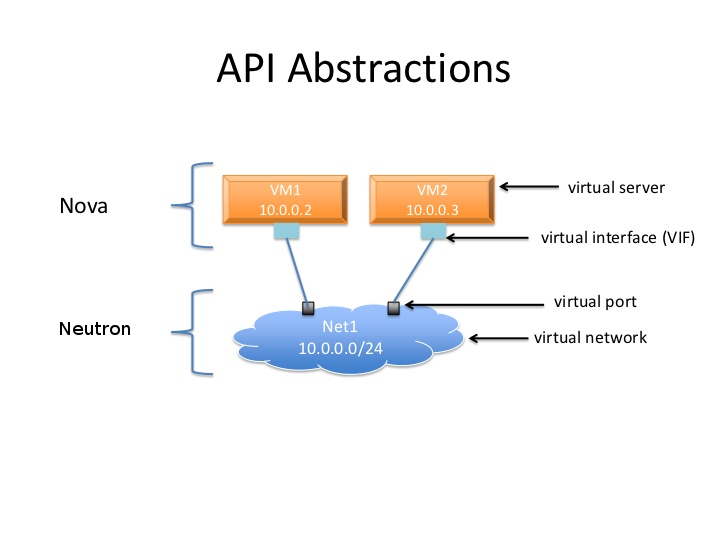 API Abstractions
Nova
VM1
10.0.0.2
VM2
10.0.0.3
virtual server
virtual interface (VIF)
Neutron
Net1
10.0.0.0/24
virtual port
virtual network